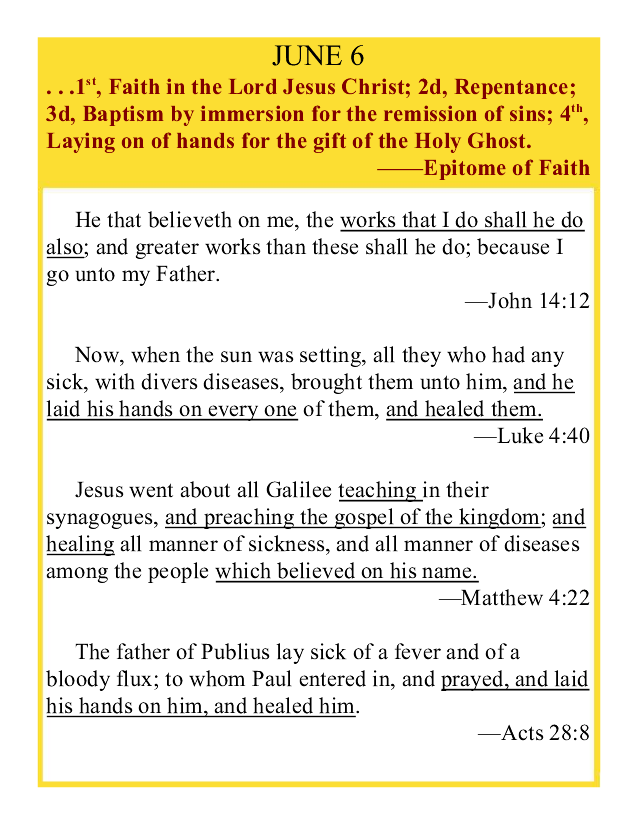 JUNE 6
. . .1st, Faith in the Lord Jesus Christ; 2d, Repentance;
3d, Baptism by immersion for the remission of sins; 4th,
Laying on of hands for the gift of the Holy Ghost.
——Epitome of Faith
He that believeth on me, the works that I do shall he do
also; and greater works than these shall he do; because I
go unto my Father.
—John 14:12
Now, when the sun was setting, all they who had any
sick, with divers diseases, brought them unto him, and he
laid his hands on every one of them, and healed them.
—Luke 4:40
Jesus went about all Galilee teaching in their
synagogues, and preaching the gospel of the kingdom; and
healing all manner of sickness, and all manner of diseases
among the people which believed on his name.
—Matthew 4:22
The father of Publius lay sick of a fever and of a
bloody flux; to whom Paul entered in, and prayed, and laid
his hands on him, and healed him.
—Acts 28:8